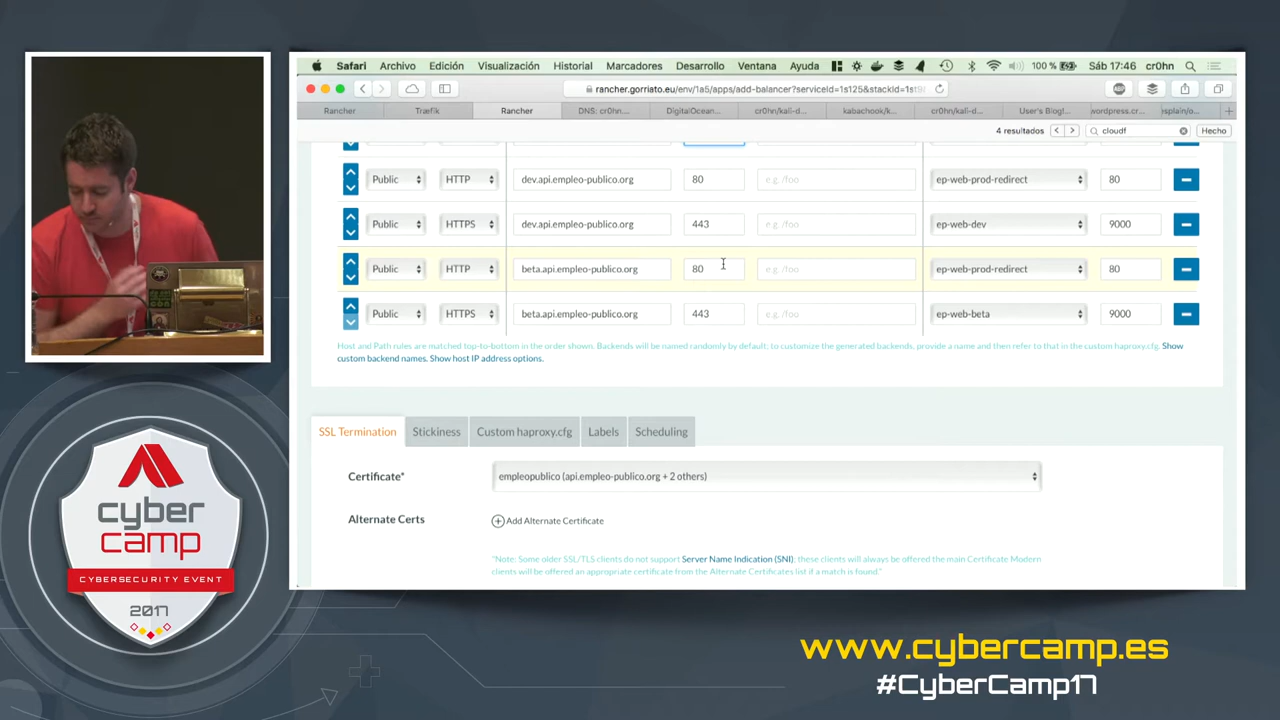 Safari Archivo Edición Visualización Historial Marcadores Desarrollo Ventana Ayuda 100 % Sáb 17:46 cr0hn
rancher.gorriato.eu/env/1a5/apps/add-balancer?serviceId=1s125&stackId=1st9
Rancher Træfik Rancher DNS: cr0hn... DigitalOcean... cr0hn/kali-d... kabachook/k... cr0hn/kali-d... User's Blog!... wordpress.cr...
4 resultados cloudf Hecho
Public HTTP dev.api.empleo-publico.org 80 e.g. /foo ep-web-prod-redirect 80
Public HTTPS dev.api.empleo-publico.org 443 e.g. /foo ep-web-dev 9000
Public HTTP beta.api.empleo-publico.org 80 e.g. /foo ep-web-prod-redirect 80
Public HTTPS beta.api.empleo-publico.org 443 e.g. /foo ep-web-beta 9000
Host and Path rules are matched top-to-bottom in the order shown. Backends will be named randomly by default; to customize the generated backends, provide a name and then refer to that in the custom haproxy.cfg. Show
custom backend names. Show host IP address options.
SSL Termination Stickiness Custom haproxy.cfg Labels Scheduling
Certificate* empleopublico (api.empleo-publico.org + 2 others)
Alternate Certs Add Alternate Certificate
"Note: Some older SSL/TLS clients do not support Server Name Indication (SNI), these clients will always be offered the main Certificate Modern
clients will be offered an appropriate certificate from the Alternate Certificates list if a match is found."
cyber
camp
CYBERSECURITY EVENT
2017
www.cybercamp.es
#CyberCamp17